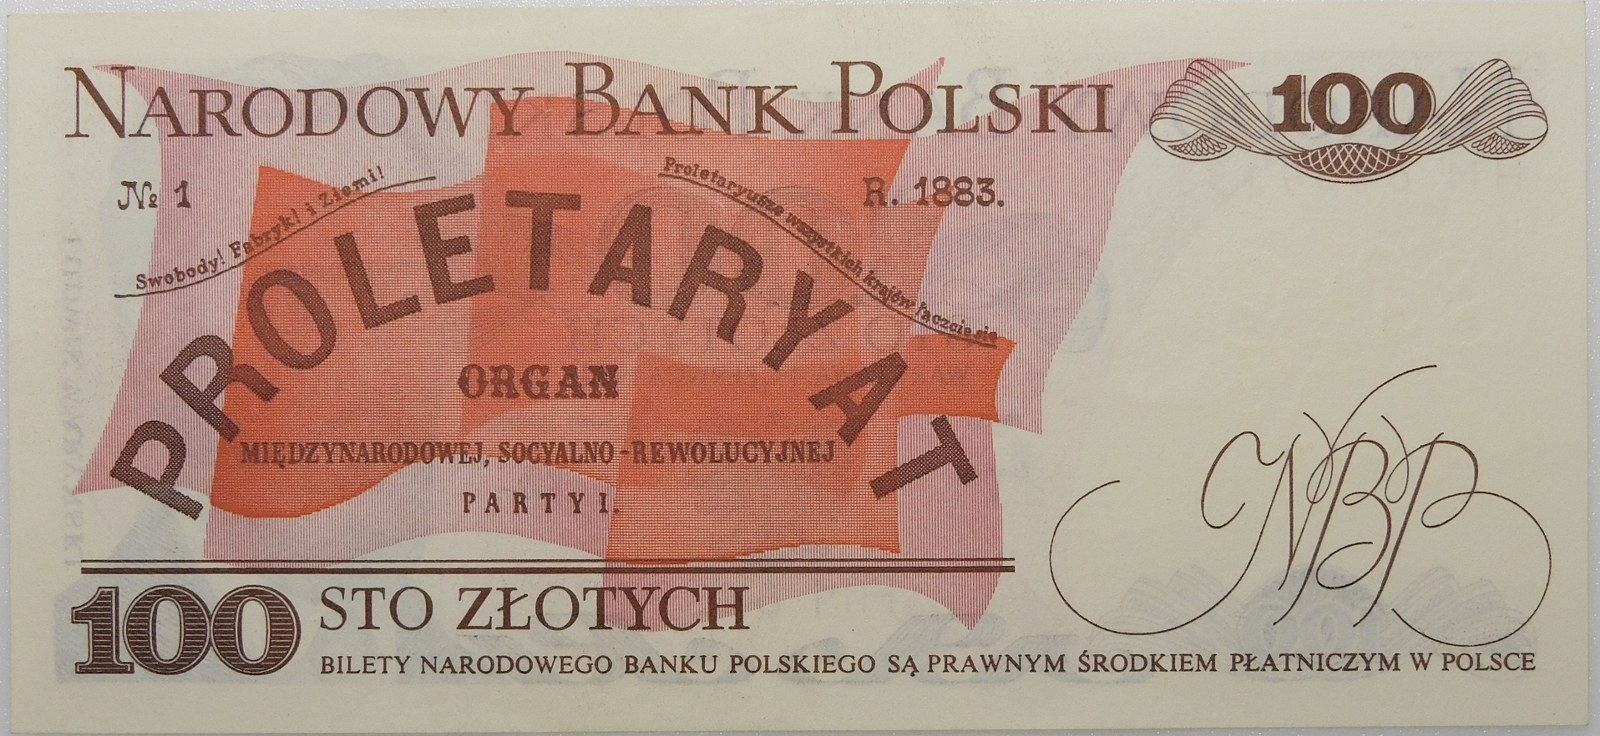 NARODOWY BANK POLSKI
100
№ 1
R. 1883.
Swobody! Fabryk! i Ziemi!
Proletaryusze wszystkich krajów łączcie się
PROLETARYAT
ORGAN
MIĘDZYNARODOWEJ, SOCYALNO-REWOLUCYJNEJ
PARTYI.
NBP
100 STO ZŁOTYCH
BILETY NARODOWEGO BANKU POLSKIEGO SĄ PRAWNYM ŚRODKIEM PŁATNICZYM W POLSCE